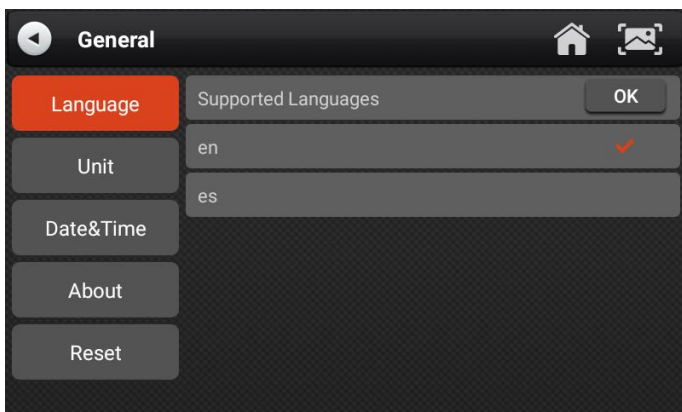 General
Language
Unit
Date&Time
About
Reset
Supported Languages OK
en
es